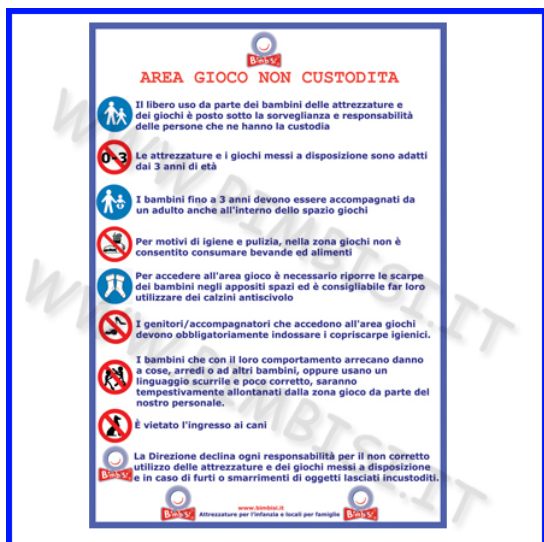 Bimbisì
AREA GIOCO NON CUSTODITA
Il libero uso da parte dei bambini delle attrezzature e
dei giochi è posto sotto la sorveglianza e responsabilità
delle persone che ne hanno la custodia
0-3
Le attrezzature e i giochi messi a disposizione sono adatti
dai 3 anni di età
I bambini fino a 3 anni devono essere accompagnati da
un adulto anche all'interno dello spazio giochi
Per motivi di igiene e pulizia, nella zona giochi non è
consentito consumare bevande ed alimenti
Per accedere all'area gioco è necessario riporre le scarpe
dei bambini negli appositi spazi ed è consigliabile far loro
utilizzare dei calzini antiscivolo
I genitori/accompagnatori che accedono all'area giochi
devono obbligatoriamente indossare i copriscarpe igienici.
I bambini che con il loro comportamento arrecano danno
a cose, arredi o ad altri bambini, oppure usano un
linguaggio scurrile e poco corretto, saranno
tempestivamente allontanati dalla zona gioco da parte del
nostro personale.
È vietato l'ingresso ai cani
Bimbisì
La Direzione declina ogni responsabilità per il non corretto
utilizzo delle attrezzature e dei giochi messi a disposizione
e in caso di furti o smarrimenti di oggetti lasciati incustoditi.
Bimbisì
www.bimbisi.it
Attrezzature per l'infanzia e locali per famiglie
Bimbisì
WWW.BIMBISI.IT
WWW.BIMBISI.IT